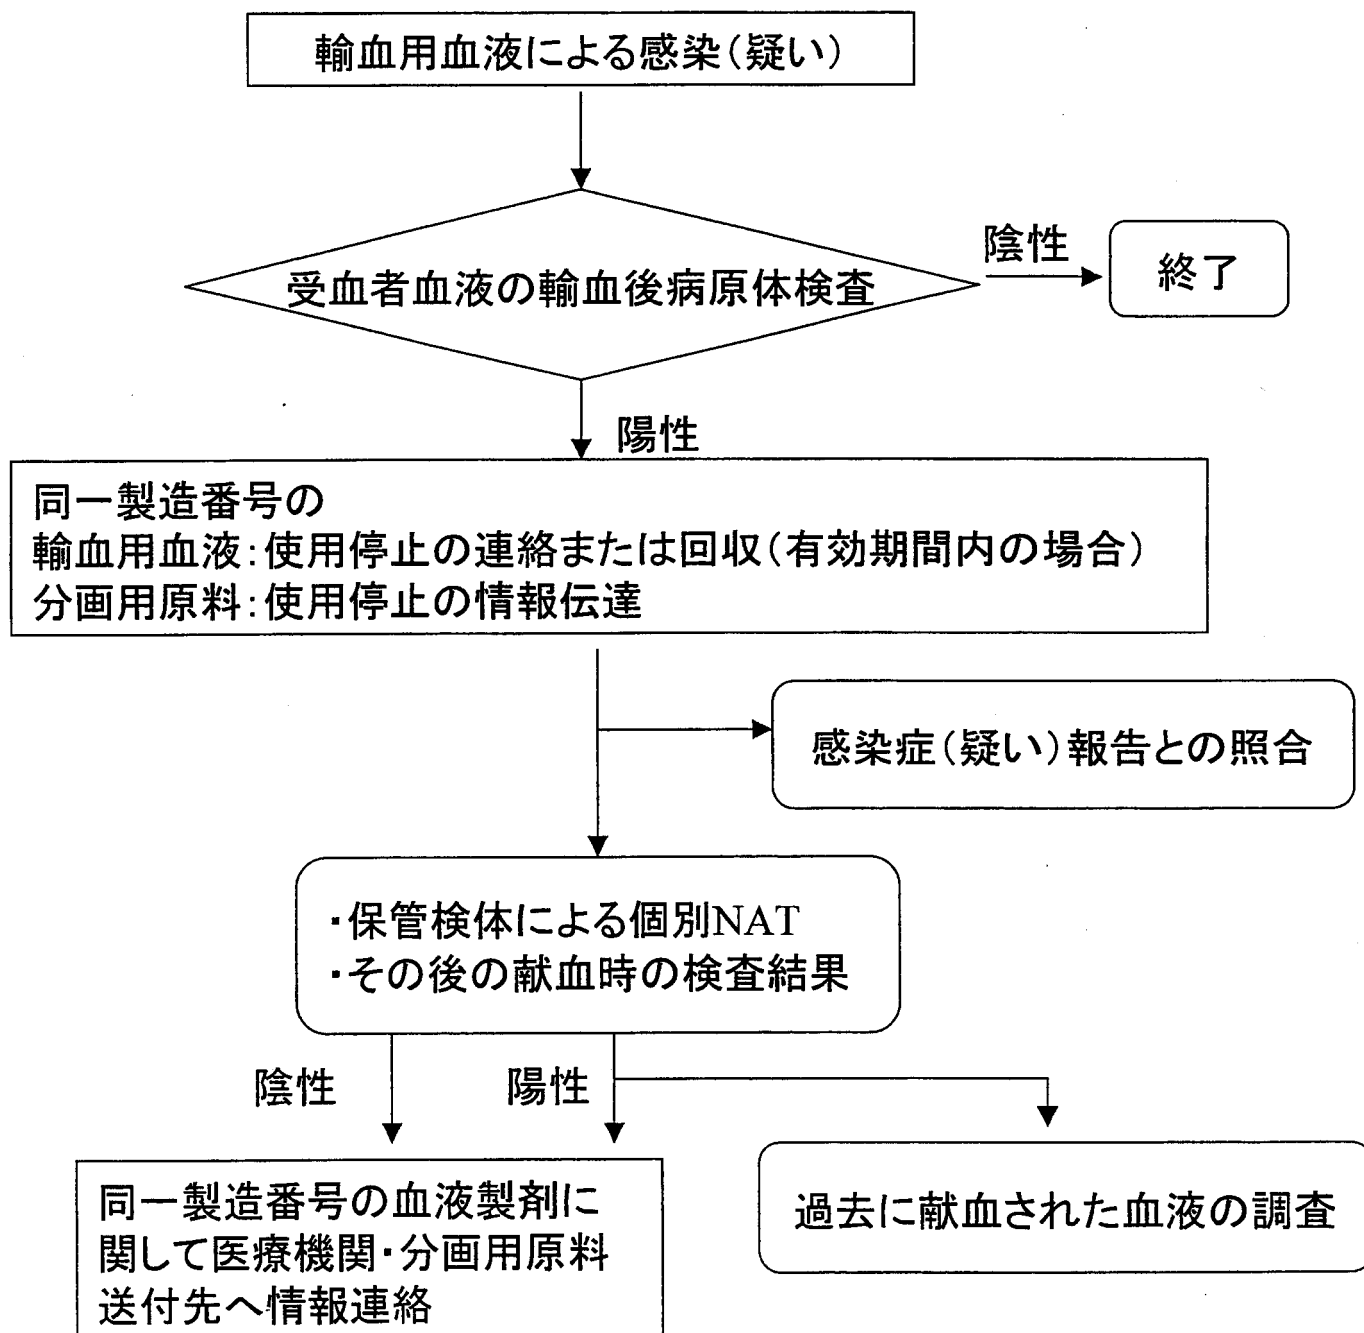 輸血用血液による感染(疑い)
受血者血液の輸血後病原体検査
陰性
終了
陽性
同一製造番号の
輸血用血液:使用停止の連絡または回収(有効期間内の場合)
分画用原料:使用停止の情報伝達
感染症(疑い)報告との照合
・保管検体による個別NAT
・その後の献血時の検査結果
陰性
陽性
同一製造番号の血液製剤に
関して医療機関・分画用原料
送付先へ情報連絡
過去に献血された血液の調査